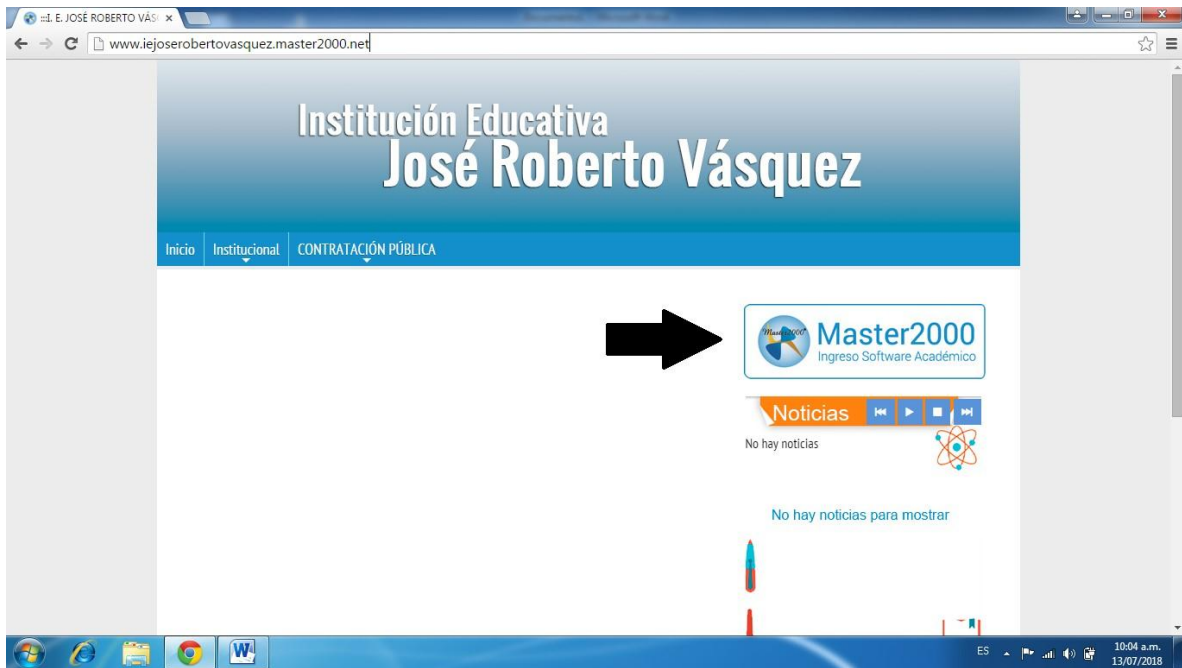 :::I. E. JOSÉ ROBERTO VÁS
www.iejoserobertovasquez.master2000.net
Institución Educativa
José Roberto Vásquez
Inicio Institucional CONTRATACIÓN PÚBLICA
Master2000
Master2000
Ingreso Software Académico
Noticias
No hay noticias
No hay noticias para mostrar
ES
10:04 a.m.
13/07/2018